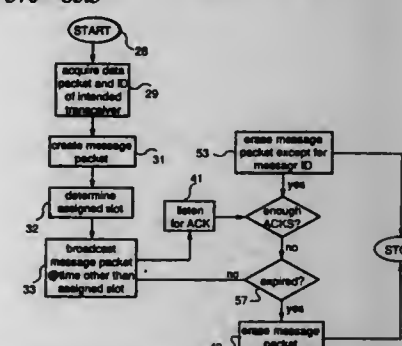 START
28
acquire data
packet and ID
of intended
transceiver
29
create message
packet
31
determine
assigned slot
32
broadcast
message packet
@time other than
assigned slot
33
41
listen
for ACK
53
erase message
packet except for
messagr ID
yes
enough
ACKS?
no
no
expired?
57
yes
erase message
packet